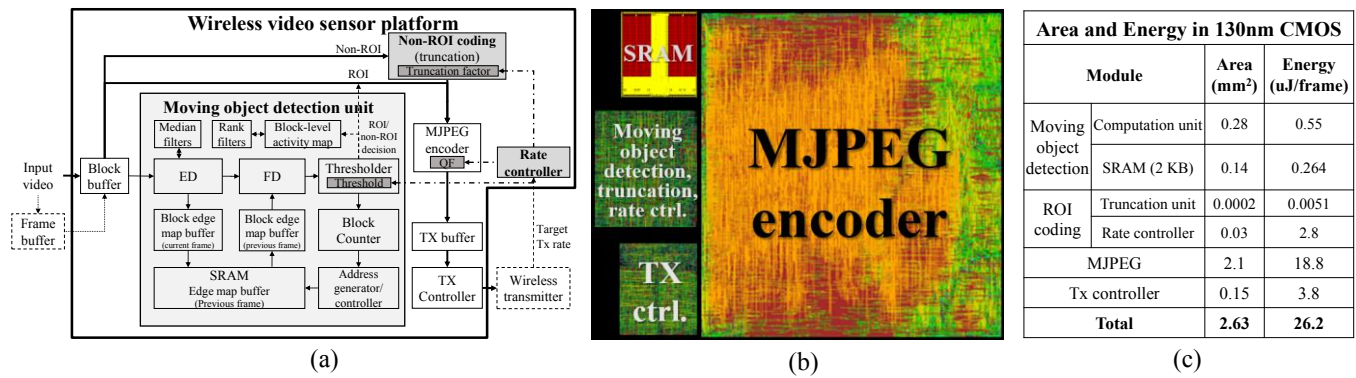 Wireless video sensor platform
Non-ROI
Non-ROI coding
(truncation)
Truncation factor
ROI
Moving object detection unit
Median
filters
Rank
filters
Block-level
activity map
ROI/
non-ROI
decision
MJPEG
encoder
QF
Rate
controller
Input
video
Block
buffer
ED
FD
Thresholder
Threshold
Frame
buffer
Block edge
map buffer
(current frame)
Block edge
map buffer
(previous frame)
Block
Counter
TX buffer
Target
Tx rate
SRAM
Edge map buffer
(Previous frame)
Address
generator/
controller
TX
Controller
Wireless
transmitter
(a)
SRAM
Moving
object
detection,
truncation,
rate ctrl.
TX
ctrl.
MJPEG
encoder
(b)
Area and Energy in 130nm CMOS
Module Area (mm²) Energy (uJ/frame)
Moving object detection Computation unit 0.28 0.55
SRAM (2 KB) 0.14 0.264
ROI coding Truncation unit 0.0002 0.0051
Rate controller 0.03 2.8
MJPEG 2.1 18.8
Tx controller 0.15 3.8
Total 2.63 26.2
(c)